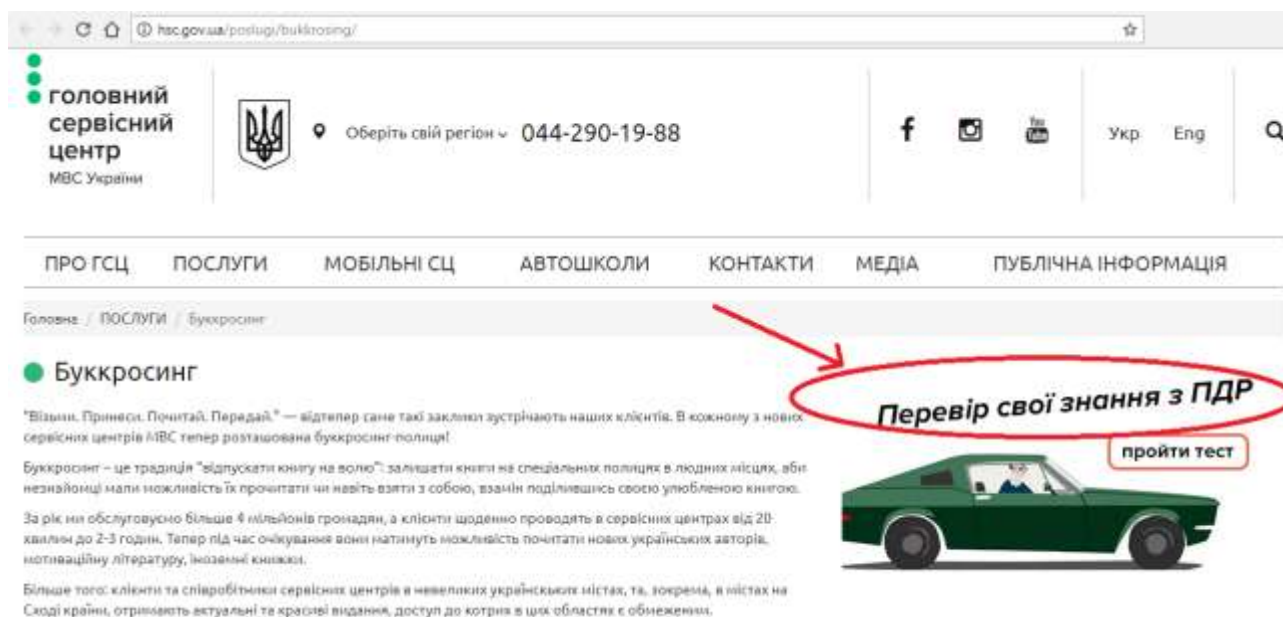 hsc.gov.ua/poslugi/bukkrosing/
головний
сервісний
центр
МВС України
Оберіть свій регіон 044-290-19-88
f
You
Tube
Укр Eng
ПРО ГСЦ ПОСЛУГИ МОБІЛЬНІ СЦ АВТОШКОЛИ КОНТАКТИ МЕДІА ПУБЛІЧНА ІНФОРМАЦІЯ
Головна / ПОСЛУГИ / Буккросинг
Буккросинг
"Візьми. Принеси. Почитай. Передай." — відтепер саме такі заклики зустрічають наших клієнтів. В кожному з нових
сервісних центрів МВС тепер розташована буккросинг-полиця!
Буккросинг – це традиція "відпускати книгу на волю": залишати книги на спеціальних полицях в людних місцях, аби
незнайомці мали можливість їх прочитати чи навіть взяти з собою, взамін поділившись своєю улюбленою книгою.
За рік ми обслуговуємо більше 4 мільйонів громадян, а клієнти щоденно проводять в сервісних центрах від 20
хвилин до 2-3 годин. Тепер під час очікування вони матимуть можливість почитати нових українських авторів,
мотиваційну літературу, іноземні книжки.
Більше того: клієнти та співробітники сервісних центрів в невеликих українських містах, та, зокрема, в містах на
Сході країни, отримають актуальні та красиві видання, доступ до котрих в цих областях є обмеженим.
Перевір свої знання з ПДР
пройти тест